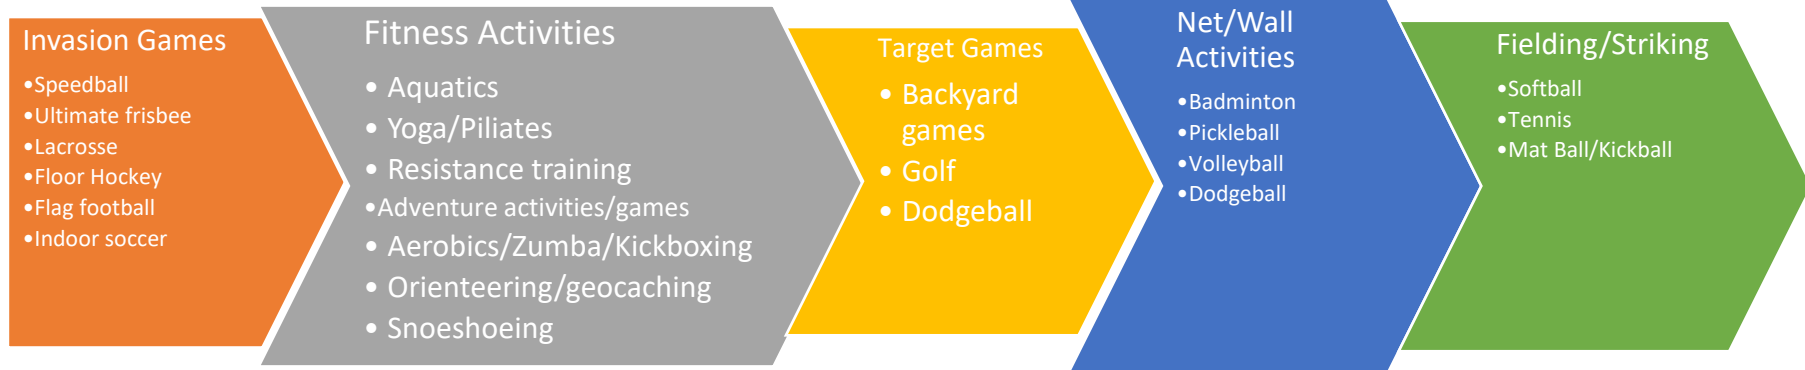 Invasion Games
•Speedball
•Ultimate frisbee
•Lacrosse
•Floor Hockey
•Flag football
•Indoor soccer
Fitness Activities
• Aquatics
• Yoga/Piliates
• Resistance training
•Adventure activities/games
• Aerobics/Zumba/Kickboxing
• Orienteering/geocaching
• Snoeshoeing
Target Games
• Backyard
games
• Golf
• Dodgeball
Net/Wall
Activities
•Badminton
•Pickleball
•Volleyball
•Dodgeball
Fielding/Striking
•Softball
•Tennis
•Mat Ball/Kickball